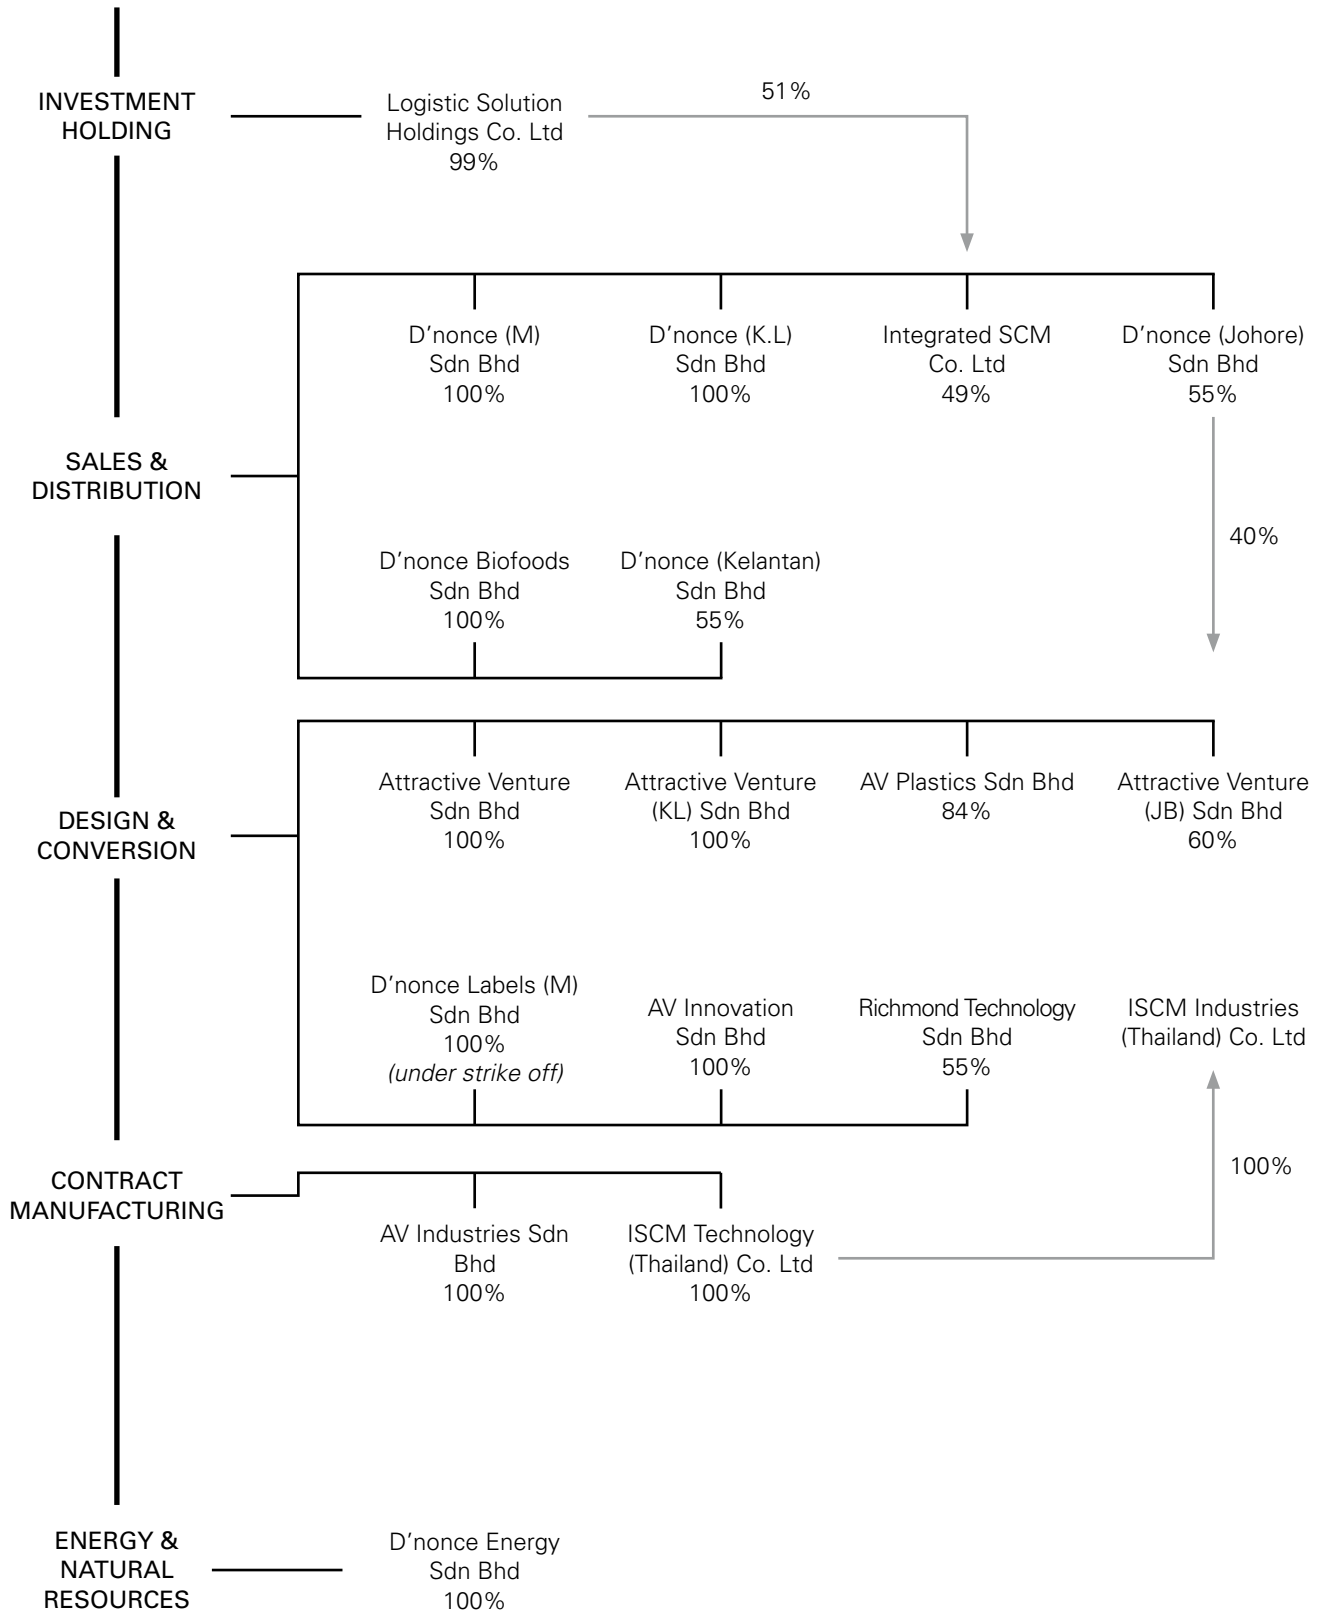 INVESTMENT
HOLDING
Logistic Solution
Holdings Co. Ltd
99%
51%
SALES &
DISTRIBUTION
D'nonce (M)
Sdn Bhd
100%
D'nonce (K.L)
Sdn Bhd
100%
Integrated SCM
Co. Ltd
49%
D'nonce (Johore)
Sdn Bhd
55%
40%
D'nonce Biofoods
Sdn Bhd
100%
D'nonce (Kelantan)
Sdn Bhd
55%
DESIGN &
CONVERSION
Attractive Venture
Sdn Bhd
100%
Attractive Venture
(KL) Sdn Bhd
100%
AV Plastics Sdn Bhd
84%
Attractive Venture
(JB) Sdn Bhd
60%
D'nonce Labels (M)
Sdn Bhd
100%
(under strike off)
AV Innovation
Sdn Bhd
100%
Richmond Technology
Sdn Bhd
55%
ISCM Industries
(Thailand) Co. Ltd
100%
CONTRACT
MANUFACTURING
AV Industries Sdn
Bhd
100%
ISCM Technology
(Thailand) Co. Ltd
100%
ENERGY &
NATURAL
RESOURCES
D'nonce Energy
Sdn Bhd
100%